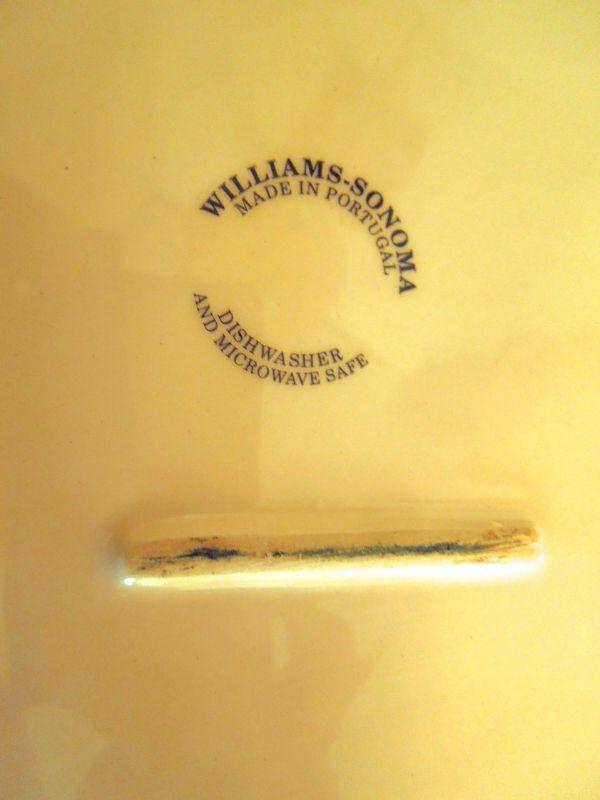 WILLIAMS-SONOMA
MADE IN PORTUGAL
DISHWASHER
AND MICROWAVE SAFE